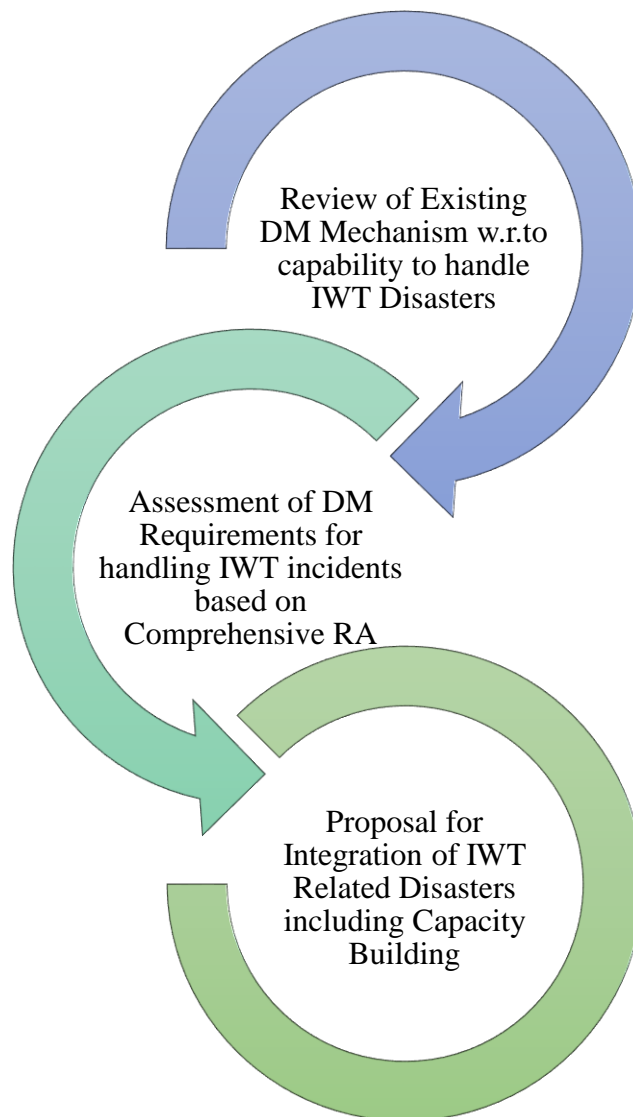 Review of Existing
DM Mechanism w.r.to
capability to handle
IWT Disasters
Assessment of DM
Requirements for
handling IWT incidents
based on
Comprehensive RA
Proposal for
Integration of IWT
Related Disasters
including Capacity
Building